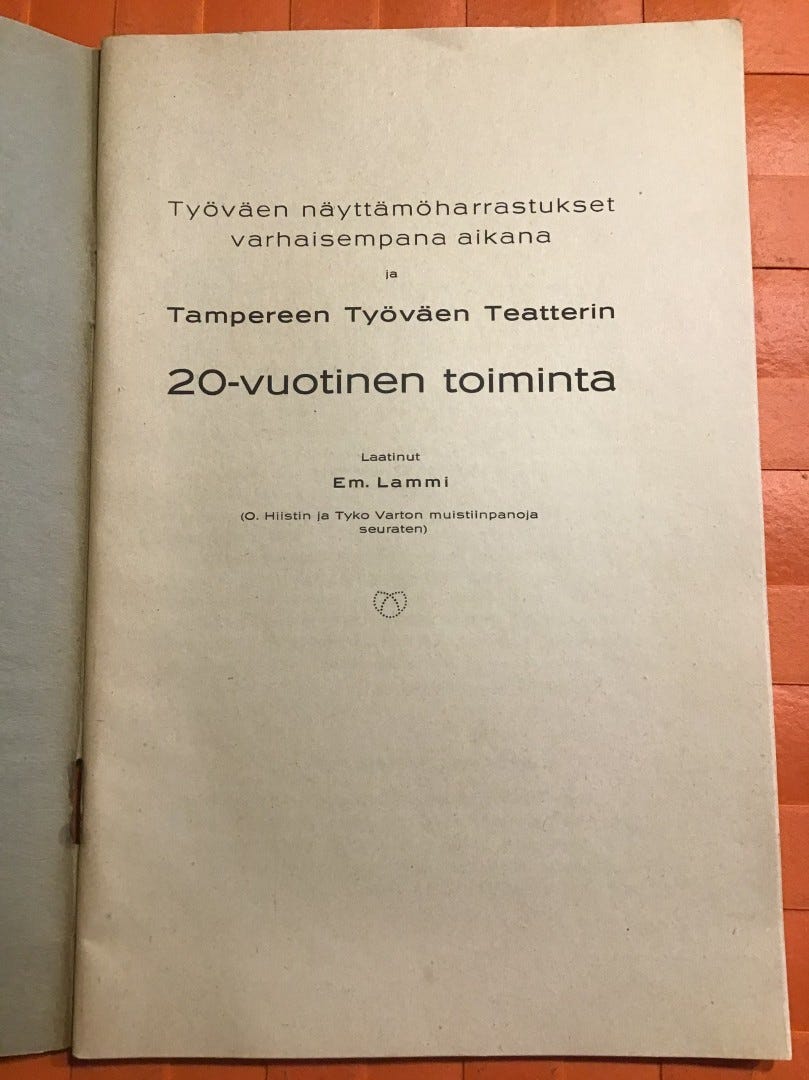 Työväen näyttämöharrastukset
varhaisempana aikana
ja
Tampereen Työväen Teatterin
20-vuotinen toiminta
Laatinut
Em. Lammi
(O. Hiistin ja Tyko Varton muistiinpanoja
seuraten)